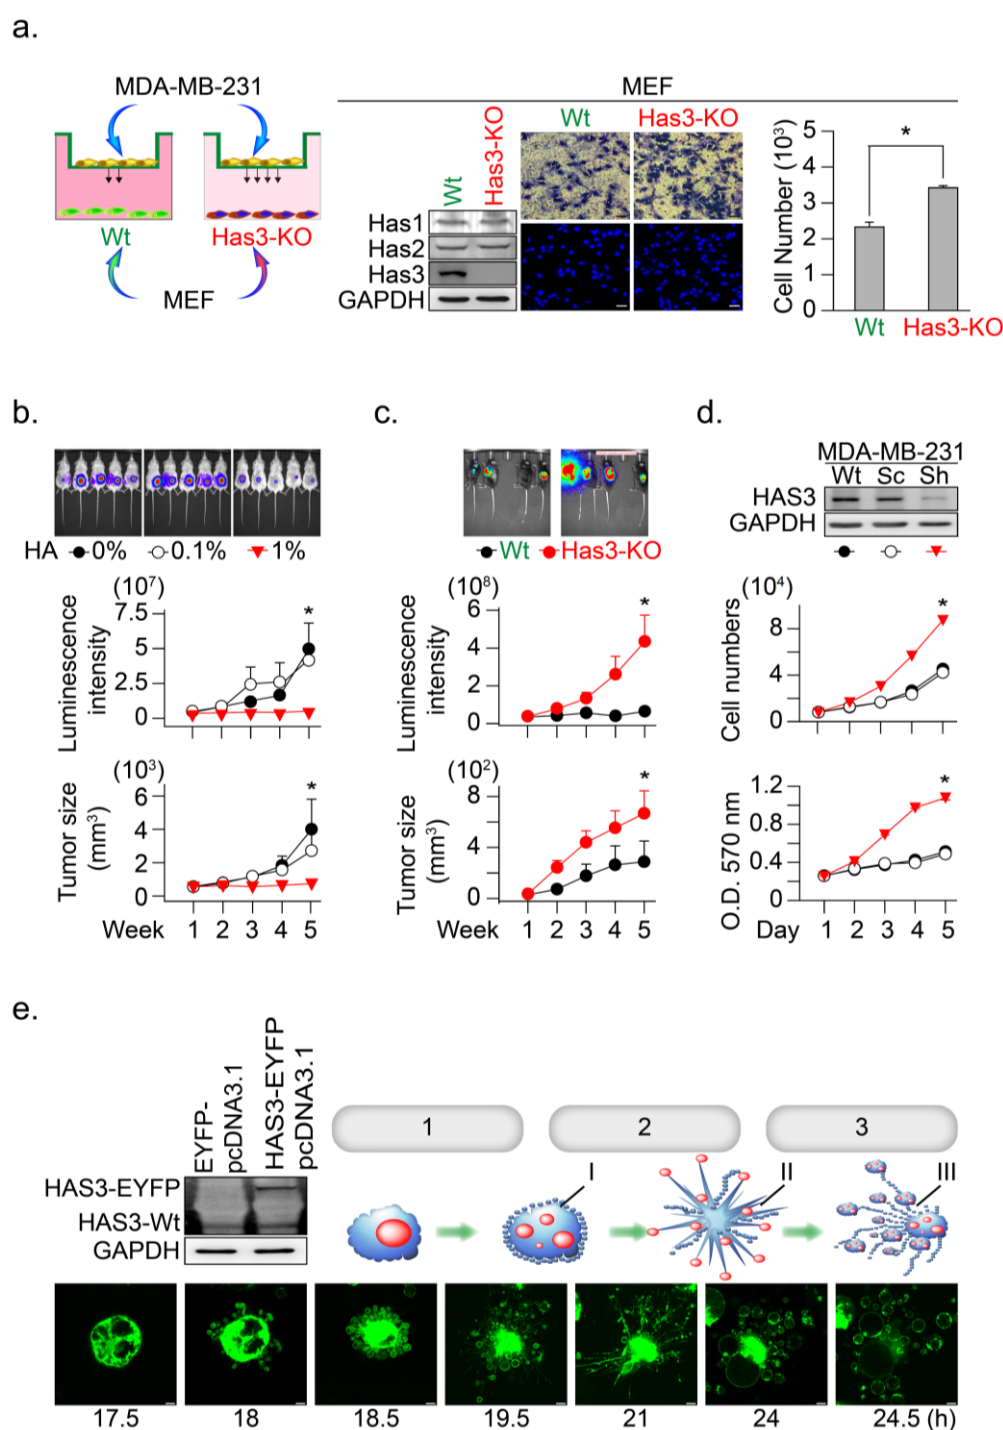 a.
MDA-MB-231
Wt
Has3-KO
MEF
MEF
Wt
Has3-KO
Wt
Has3-KO
Has1
Has2
Has3
GAPDH
Cell Number (10³)
5
4
3
2
1
0
*
Wt
Has3-KO
b.
HA 0% 0.1% 1%
(10⁷)
Luminescence
intensity
7.5
5
2.5
0
*
(10³)
Tumor size
(mm³)
6
4
2
0
*
Week 1 2 3 4 5
c.
Wt Has3-KO
(10⁸)
Luminescence
intensity
6
4
2
0
*
(10²)
Tumor size
(mm³)
8
4
0
*
Week 1 2 3 4 5
d.
MDA-MB-231
Wt Sc Sh
HAS3
GAPDH
(10⁴)
Cell numbers
8
4
0
*
O.D. 570 nm
1.2
0.8
0.4
0
*
Day 1 2 3 4 5
e.
EYFP-
pcDNA3.1
HAS3-EYFP
pcDNA3.1
HAS3-EYFP
HAS3-Wt
GAPDH
1 2 3
I II III
17.5 18 18.5 19.5 21 24 24.5 (h)